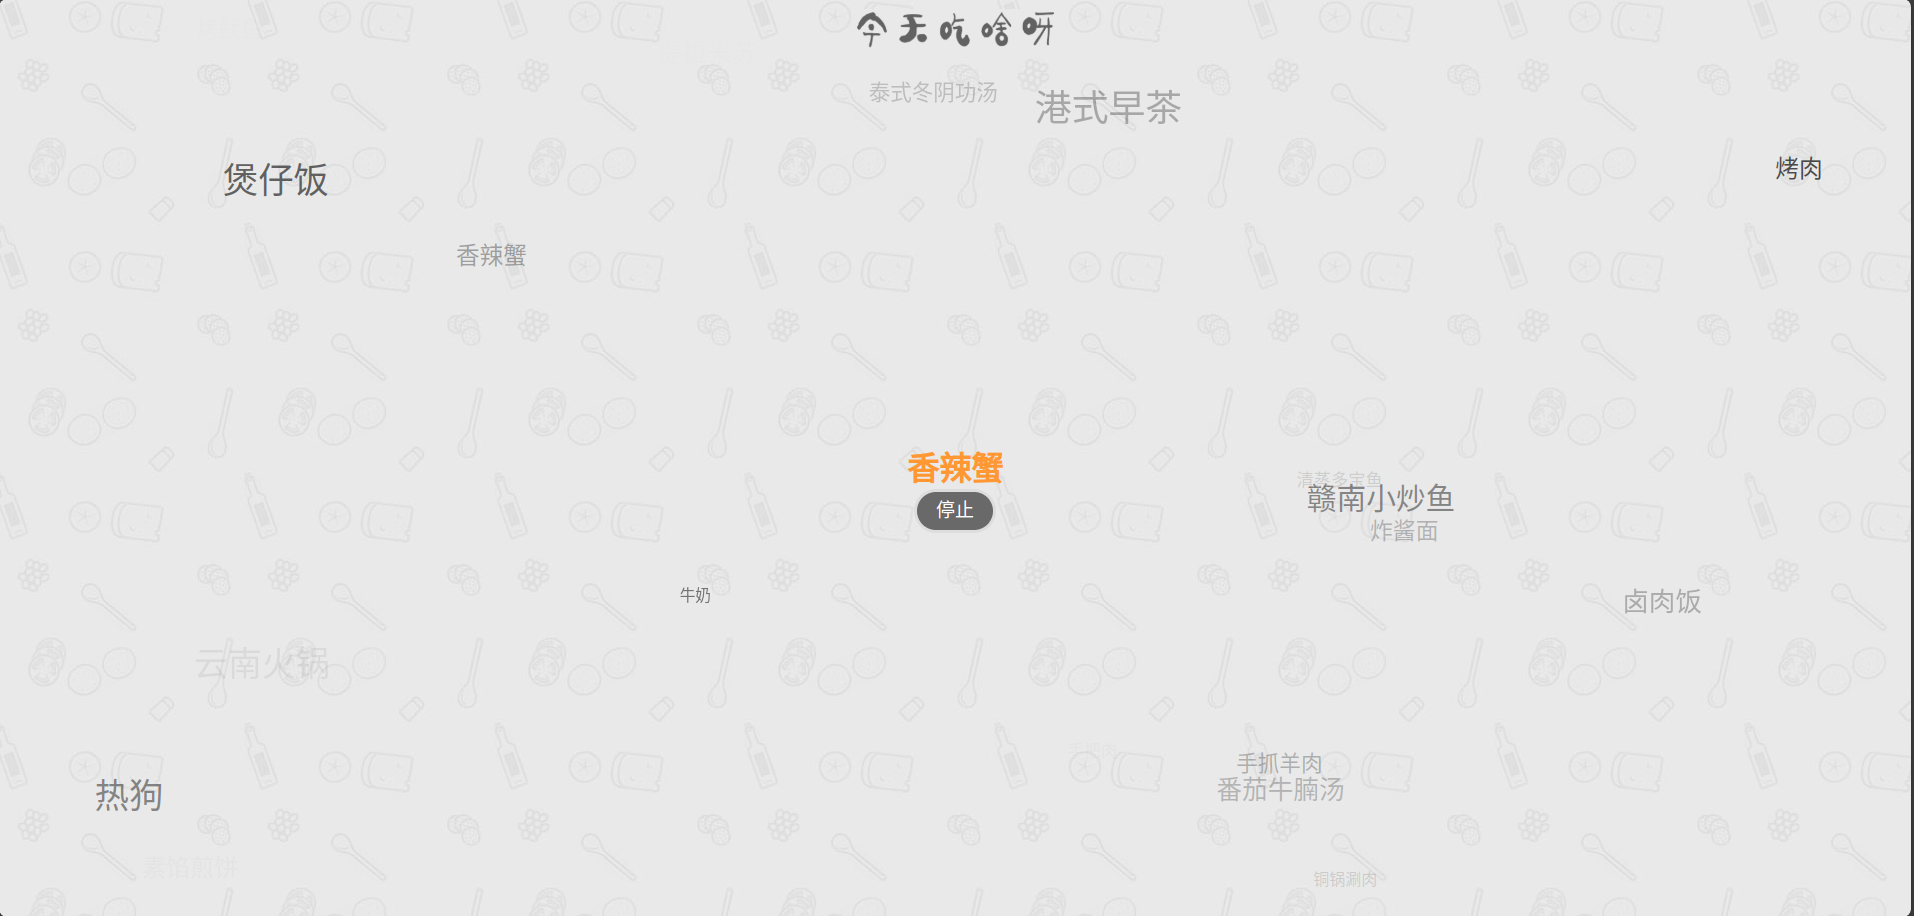 今天吃啥呀
泰式冬阴功汤
港式早茶
煲仔饭
烤肉
香辣蟹
香辣蟹
停止
清蒸多宝鱼
赣南小炒鱼
炸酱面
牛奶
卤肉饭
云南火锅
手抓羊肉
番茄牛腩汤
热狗
素馅煎饼
铜锅涮肉